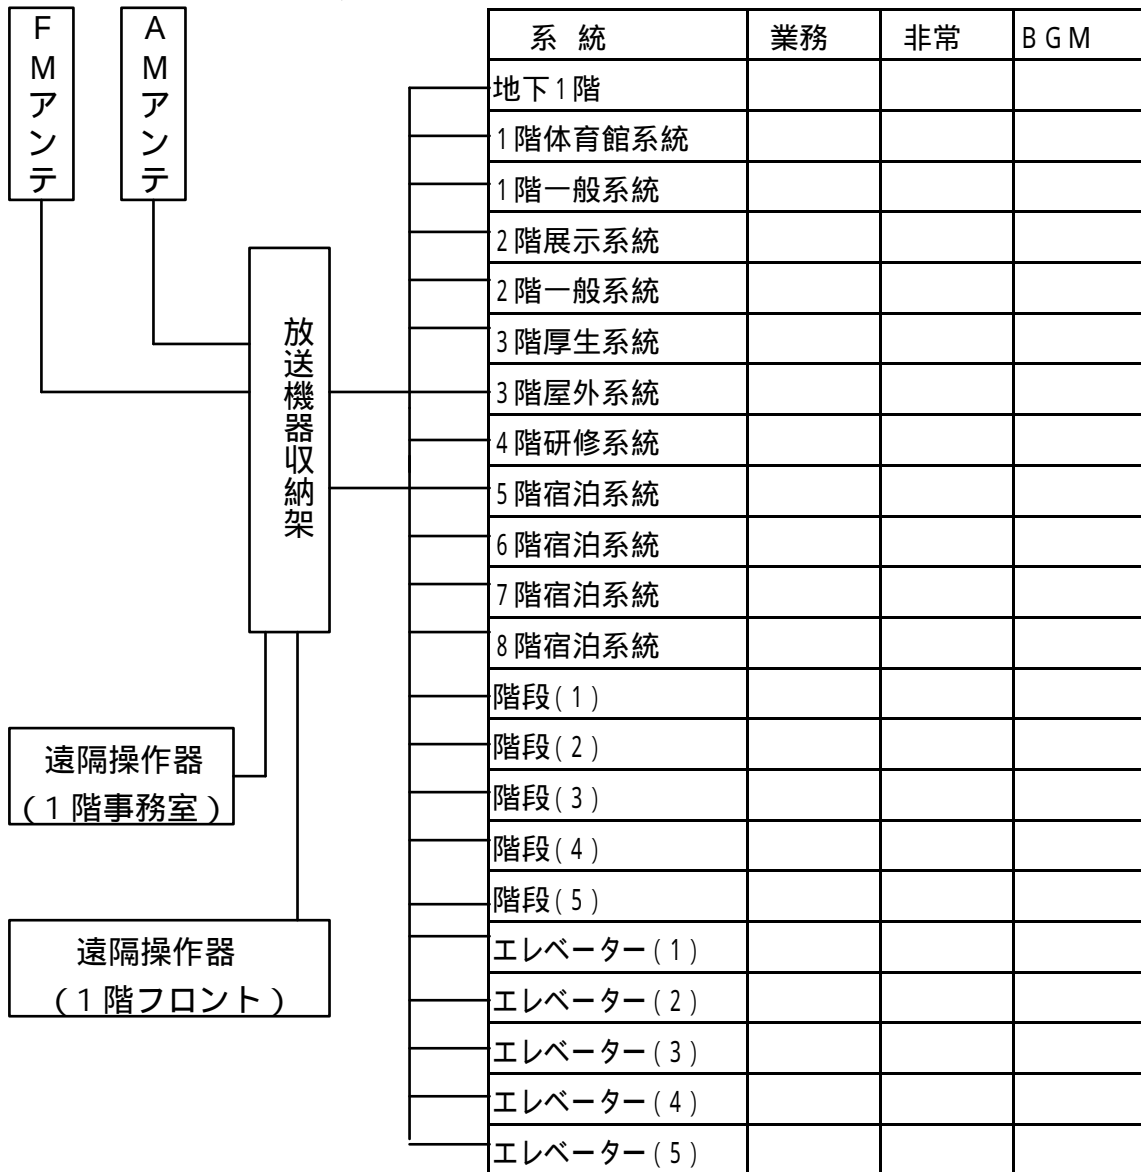 FMアンテ
AMアンテ
放送機器収納架
遠隔操作器
(1階事務室)
遠隔操作器
(1階フロント)
系 統 業務 非常 BGM
地下1階
1階体育館系統
1階一般系統
2階展示系統
2階一般系統
3階厚生系統
3階屋外系統
4階研修系統
5階宿泊系統
6階宿泊系統
7階宿泊系統
8階宿泊系統
階段(1)
階段(2)
階段(3)
階段(4)
階段(5)
エレベーター(1)
エレベーター(2)
エレベーター(3)
エレベーター(4)
エレベーター(5)